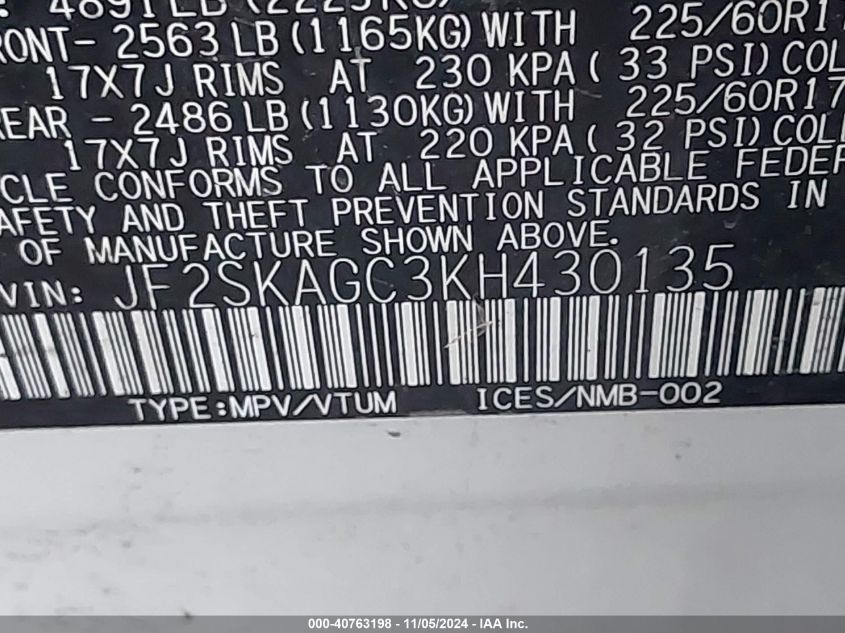 4891 LB (2225KG)
RONT- 2563 LB (1165KG) WITH 225/60R17
17X7J RIMS AT 230 KPA ( 33 PSI) COL
EAR - 2486 LB (1130KG) WITH 225/60R17
17X7J RIMS AT 220 KPA ( 32 PSI) COL
CLE CONFORMS TO ALL APPLICABLE FEDER
AFETY AND THEFT PREVENTION STANDARDS IN
OF MANUFACTURE SHOWN ABOVE.
VIN: JF2SKAGC3KH430135
TYPE:MPV/VTUM ICES/NMB-002
000-40763198 - 11/05/2024 - IAA Inc.